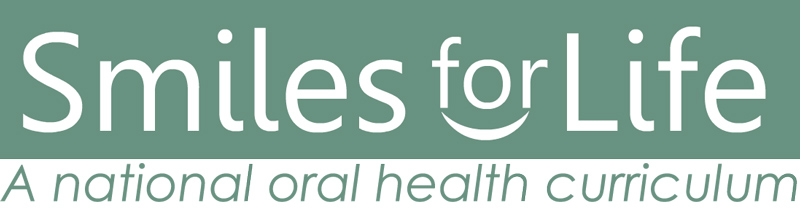 Smiles for Life
A national oral health curriculum